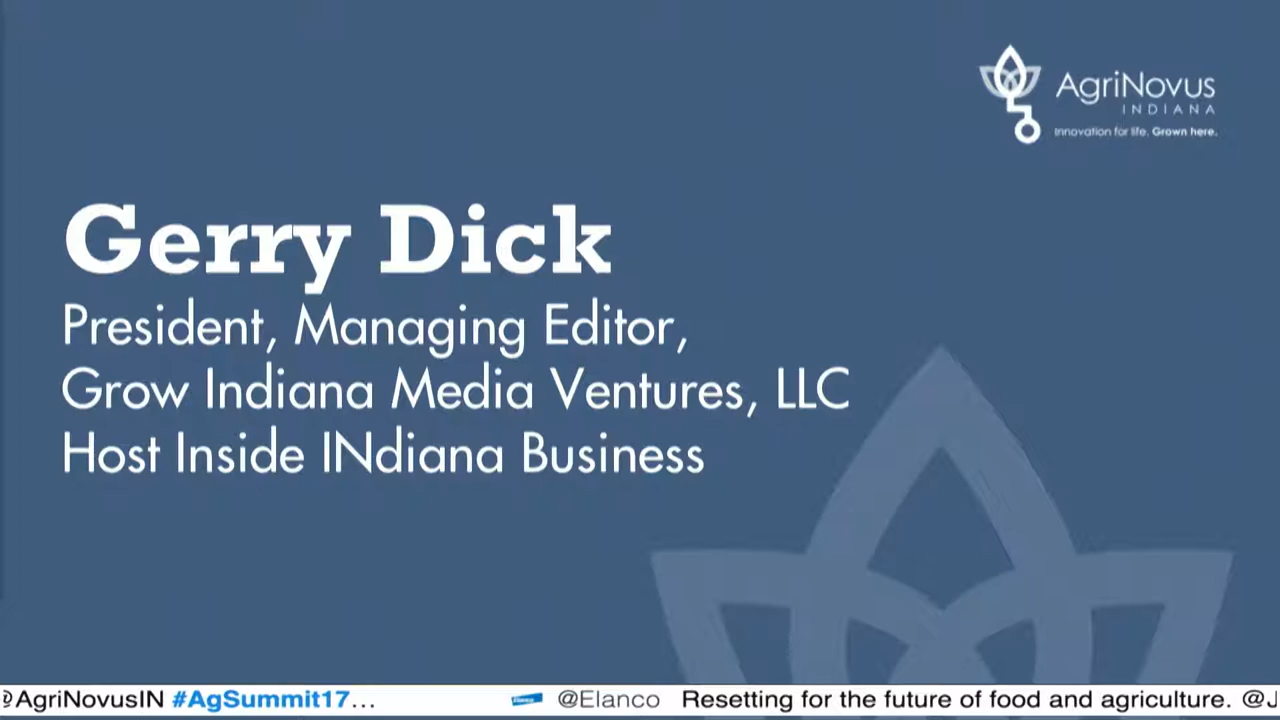 AgriNovus
INDIANA
Innovation for life. Grown here.
Gerry Dick
President, Managing Editor,
Grow Indiana Media Ventures, LLC
Host Inside INdiana Business
@AgriNovusIN #AgSummit17... Elanco @Elanco Resetting for the future of food and agriculture. @J